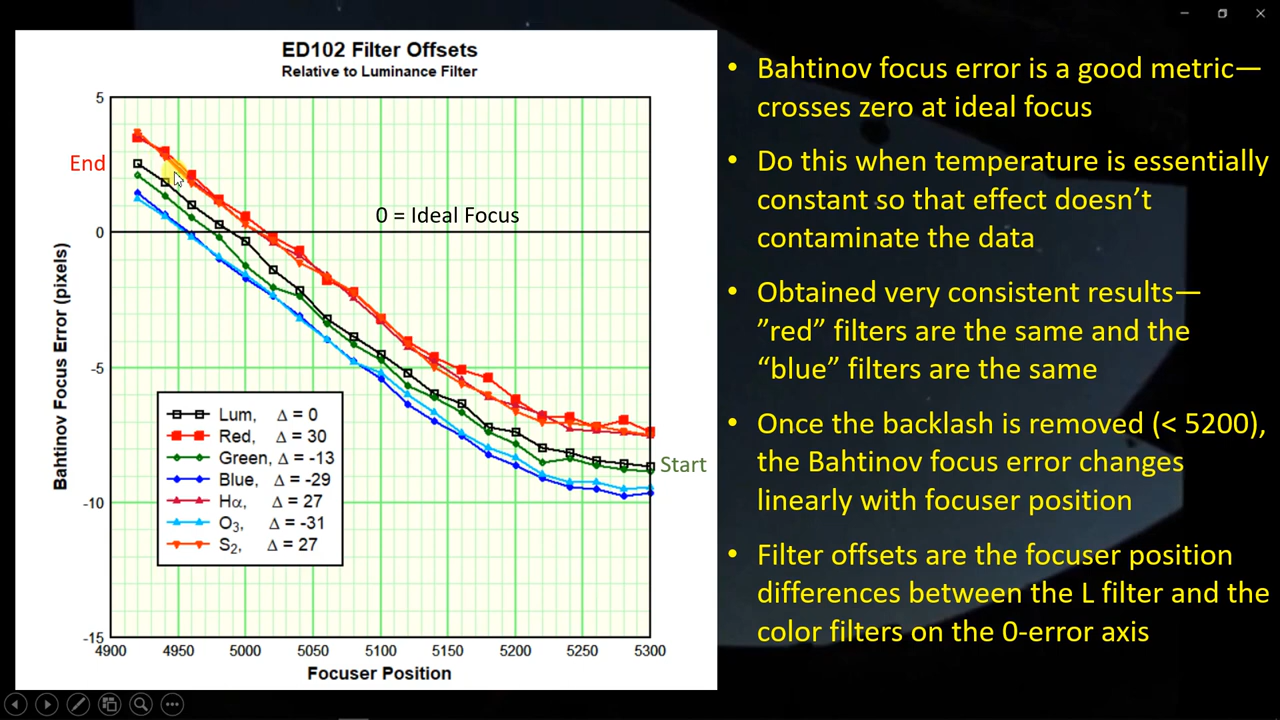 ED102 Filter Offsets
Relative to Luminance Filter
5
0
-5
-10
-15
Bahtinov Focus Error (pixels)
End
0 = Ideal Focus
Start
Lum, Δ = 0
Red, Δ = 30
Green, Δ = -13
Blue, Δ = -29
Hα, Δ = 27
O3, Δ = -31
S2, Δ = 27
4900 4950 5000 5050 5100 5150 5200 5250 5300
Focuser Position
• Bahtinov focus error is a good metric—
crosses zero at ideal focus
• Do this when temperature is essentially
constant so that effect doesn’t
contaminate the data
• Obtained very consistent results—
”red” filters are the same and the
“blue” filters are the same
• Once the backlash is removed (< 5200),
the Bahtinov focus error changes
linearly with focuser position
• Filter offsets are the focuser position
differences between the L filter and the
color filters on the 0-error axis